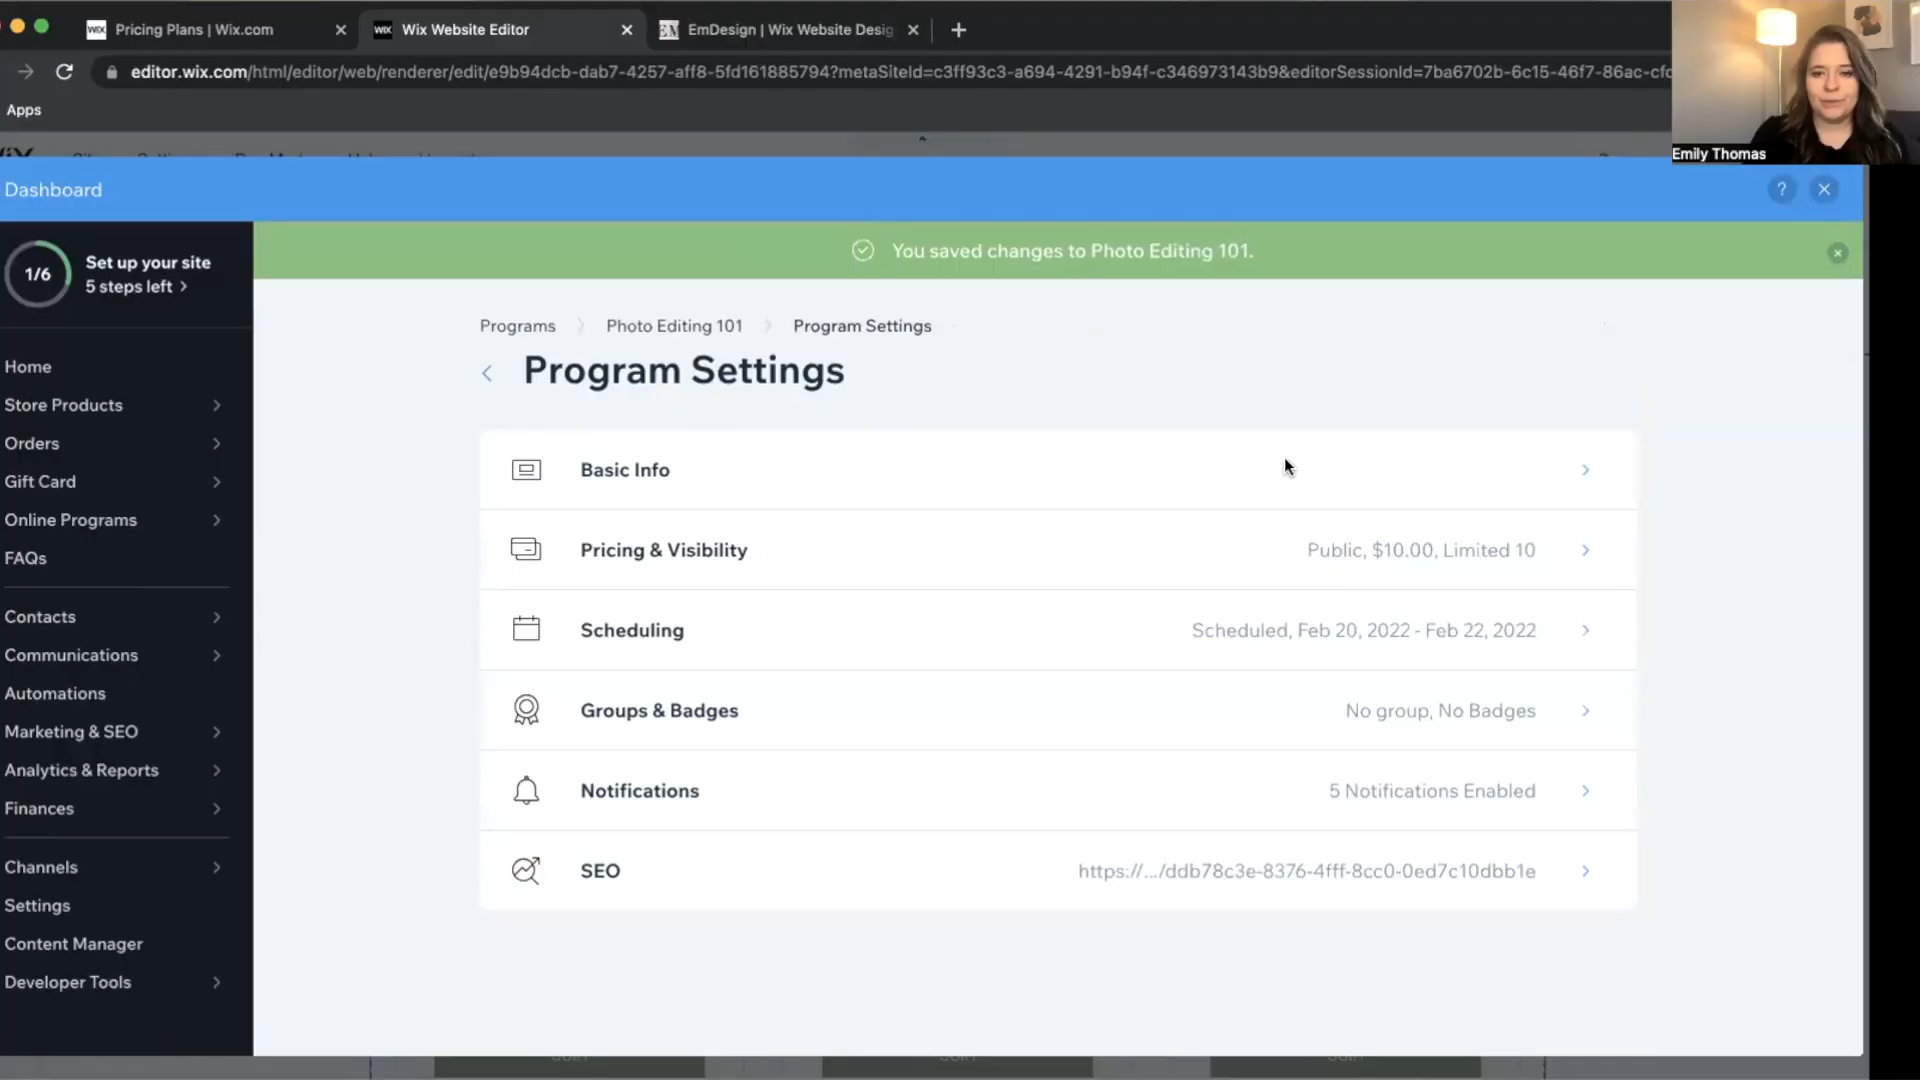 Pricing Plans | Wix.com
Wix Website Editor
EmDesign | Wix Website Desig
editor.wix.com/html/editor/web/renderer/edit/e9b94dcb-dab7-4257-aff8-5fd161885794?metaSiteId=c3ff93c3-a694-4291-b94f-c346973143b9&editorSessionId=7ba6702b-6c15-46f7-86ac-cfc
Apps
Emily Thomas
Dashboard
?
1/6
Set up your site
5 steps left >
You saved changes to Photo Editing 101.
Programs > Photo Editing 101 > Program Settings
Program Settings
Home
Store Products
Orders
Gift Card
Online Programs
FAQs
Contacts
Communications
Automations
Marketing & SEO
Analytics & Reports
Finances
Channels
Settings
Content Manager
Developer Tools
Basic Info
Pricing & Visibility Public, $10.00, Limited 10
Scheduling Scheduled, Feb 20, 2022 - Feb 22, 2022
Groups & Badges No group, No Badges
Notifications 5 Notifications Enabled
SEO https://.../ddb78c3e-8376-4fff-8cc0-0ed7c10dbb1e